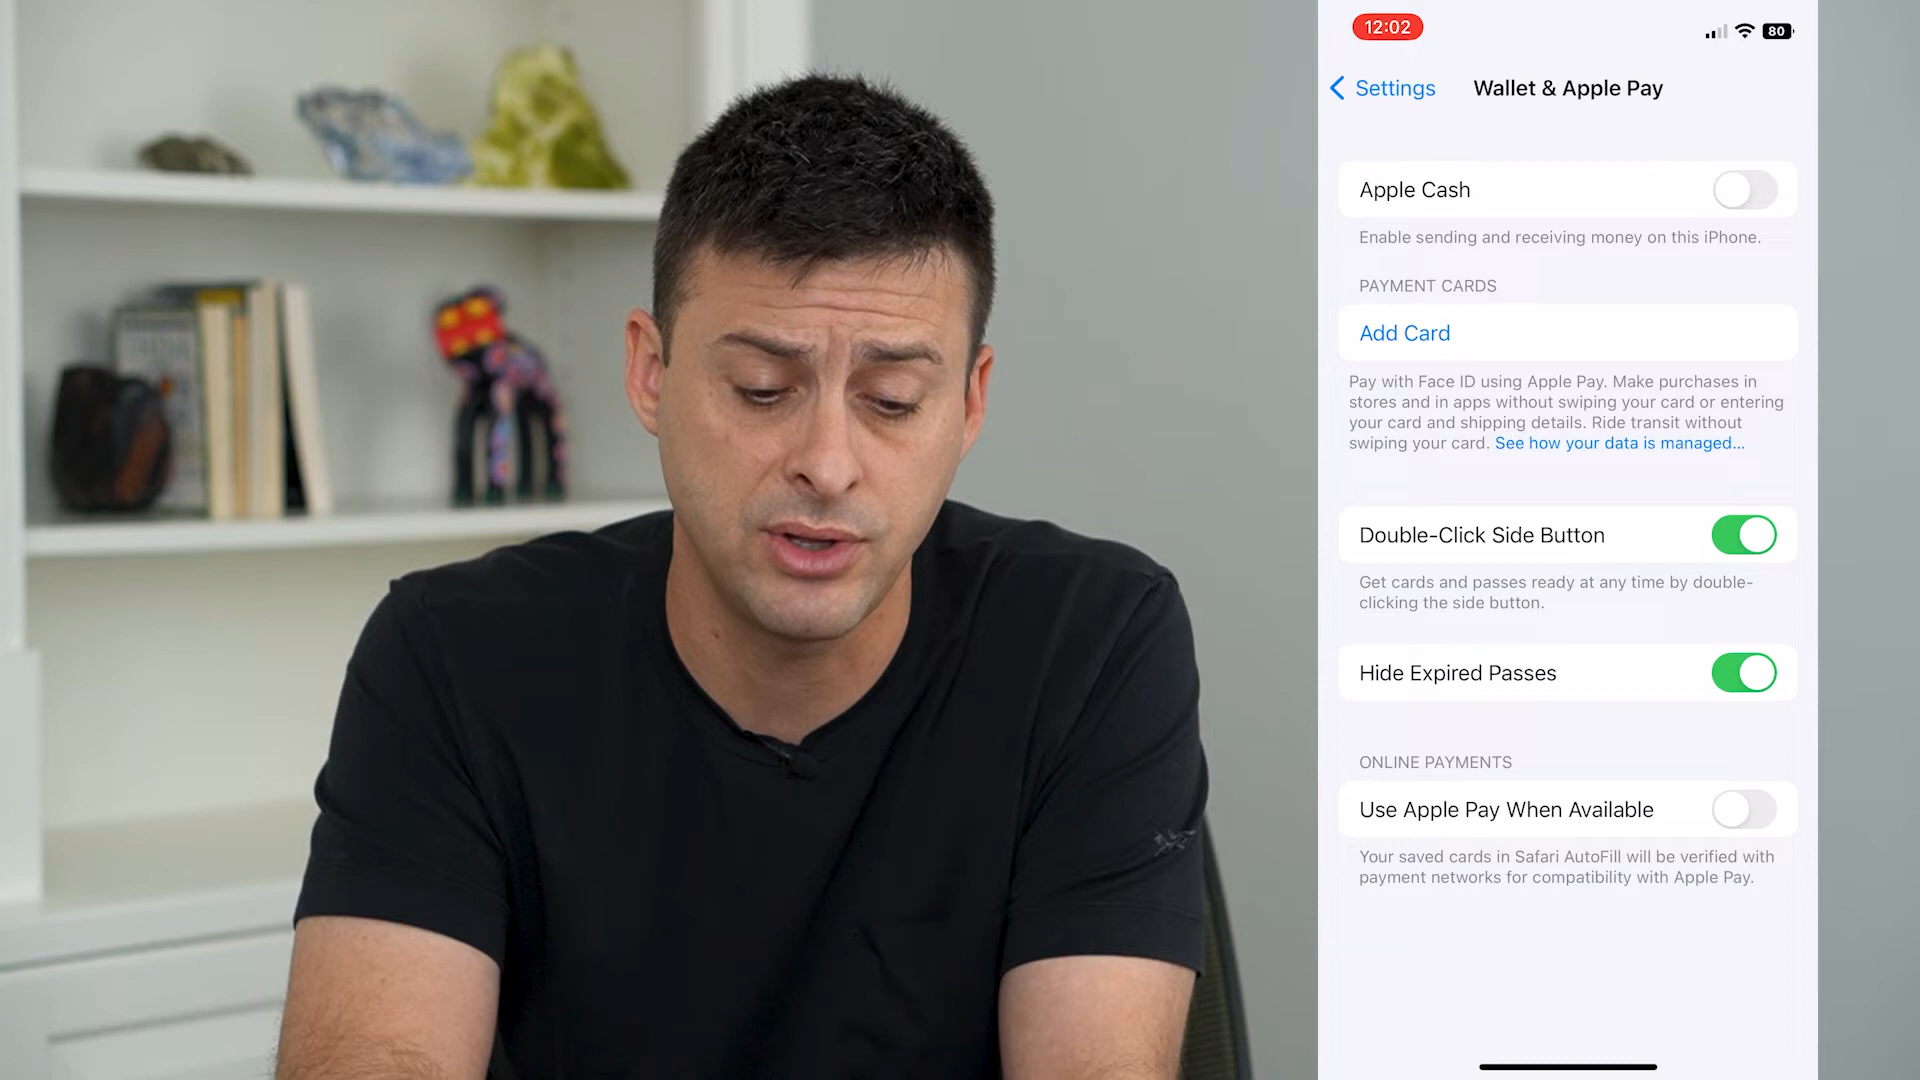 12:02
80
Settings
Wallet & Apple Pay
Apple Cash
Enable sending and receiving money on this iPhone.
PAYMENT CARDS
Add Card
Pay with Face ID using Apple Pay. Make purchases in
stores and in apps without swiping your card or entering
your card and shipping details. Ride transit without
swiping your card. See how your data is managed...
Double-Click Side Button
Get cards and passes ready at any time by double-
clicking the side button.
Hide Expired Passes
ONLINE PAYMENTS
Use Apple Pay When Available
Your saved cards in Safari AutoFill will be verified with
payment networks for compatibility with Apple Pay.